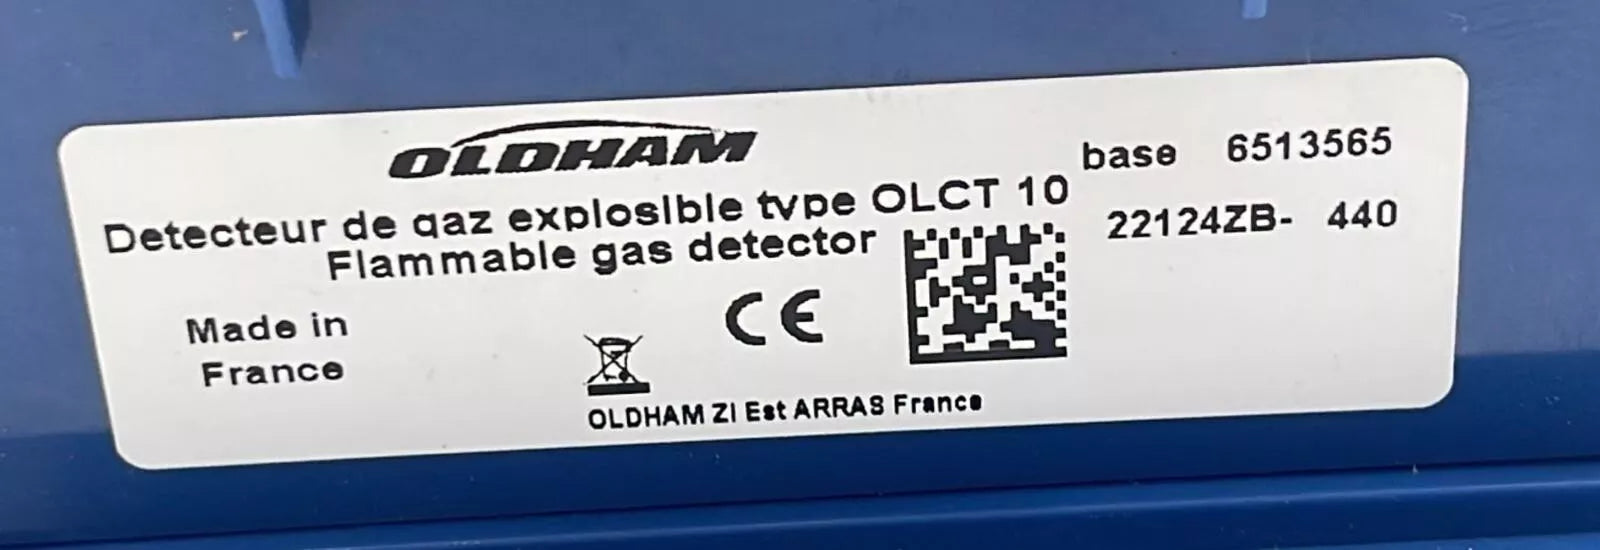 OLDHAM
base 6513565
Detecteur de gaz explosible type OLCT 10
22124ZB- 440
Flammable gas detector
CE
Made in
France
OLDHAM ZI Est ARRAS France